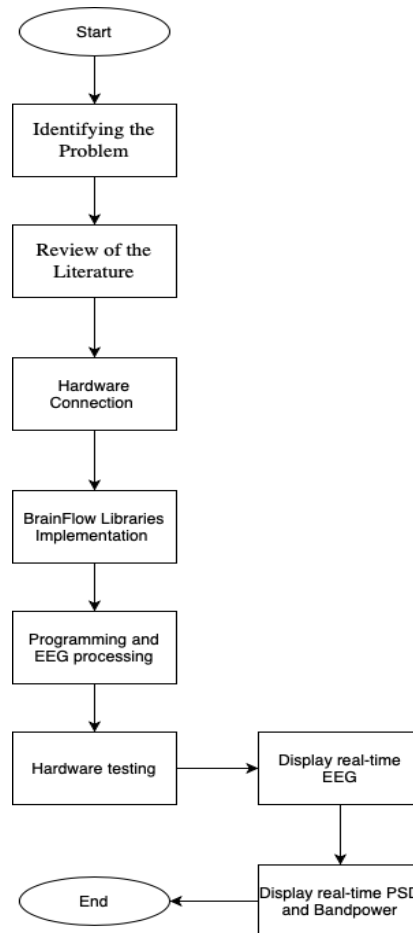 Start
Identifying the
Problem
Review of the
Literature
Hardware
Connection
BrainFlow Libraries
Implementation
Programming and
EEG processing
Hardware testing
Display real-time
EEG
Display real-time PSD
and Bandpower
End